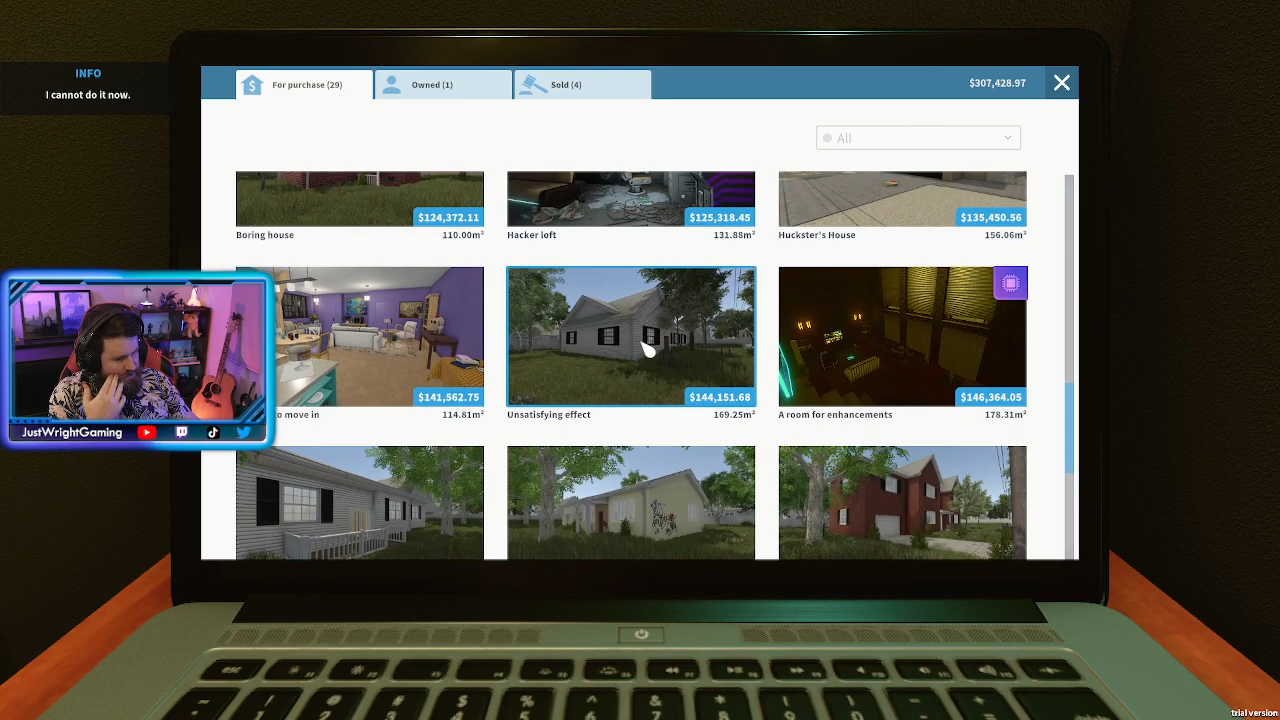 INFO
I cannot do it now.
For purchase (29)
Owned (1)
Sold (4)
$307,428.97
All
$124,372.11
$125,318.45
$135,450.56
Boring house
110.00m²
Hacker loft
131.88m²
Huckster's House
156.06m²
$141,562.75
$144,151.68
$146,364.05
to move in
114.81m²
Unsatisfying effect
169.25m²
A room for enhancements
178.31m²
JustWrightGaming
trial version